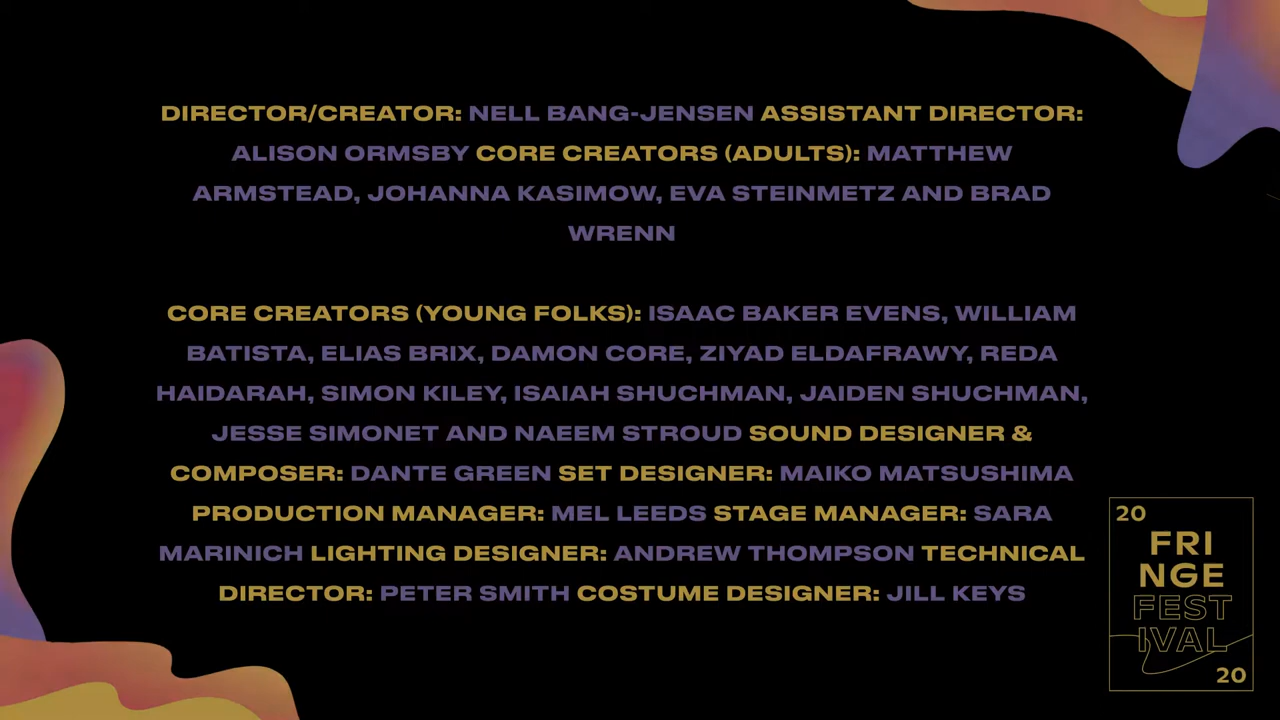 DIRECTOR/CREATOR: NELL BANG-JENSEN ASSISTANT DIRECTOR:
ALISON ORMSBY CORE CREATORS (ADULTS): MATTHEW
ARMSTEAD, JOHANNA KASIMOW, EVA STEINMETZ AND BRAD
WRENN
CORE CREATORS (YOUNG FOLKS): ISAAC BAKER EVENS, WILLIAM
BATISTA, ELIAS BRIX, DAMON CORE, ZIYAD ELDAFRAWY, REDA
HAIDARAH, SIMON KILEY, ISAIAH SHUCHMAN, JAIDEN SHUCHMAN,
JESSE SIMONET AND NAEEM STROUD SOUND DESIGNER &
COMPOSER: DANTE GREEN SET DESIGNER: MAIKO MATSUSHIMA
PRODUCTION MANAGER: MEL LEEDS STAGE MANAGER: SARA
MARINICH LIGHTING DESIGNER: ANDREW THOMPSON TECHNICAL
DIRECTOR: PETER SMITH COSTUME DESIGNER: JILL KEYS
20
FRI
NGE
FEST
IVAL
20